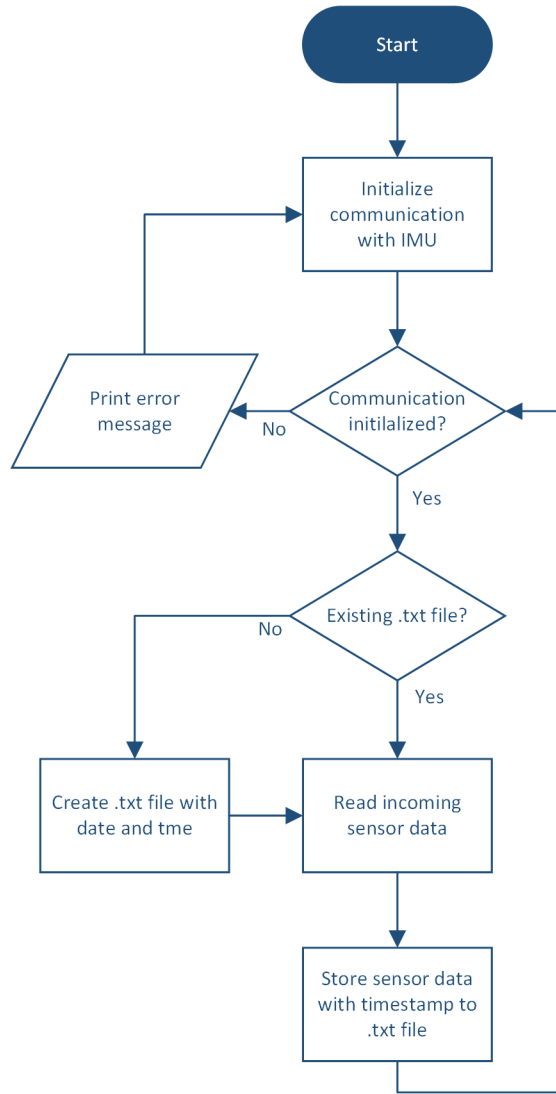 Start
Initialize
communication
with IMU
Print error
message
Communication
initilalized?
No
Yes
Existing .txt file?
No
Yes
Create .txt file with
date and tme
Read incoming
sensor data
Store sensor data
with timestamp to
.txt file